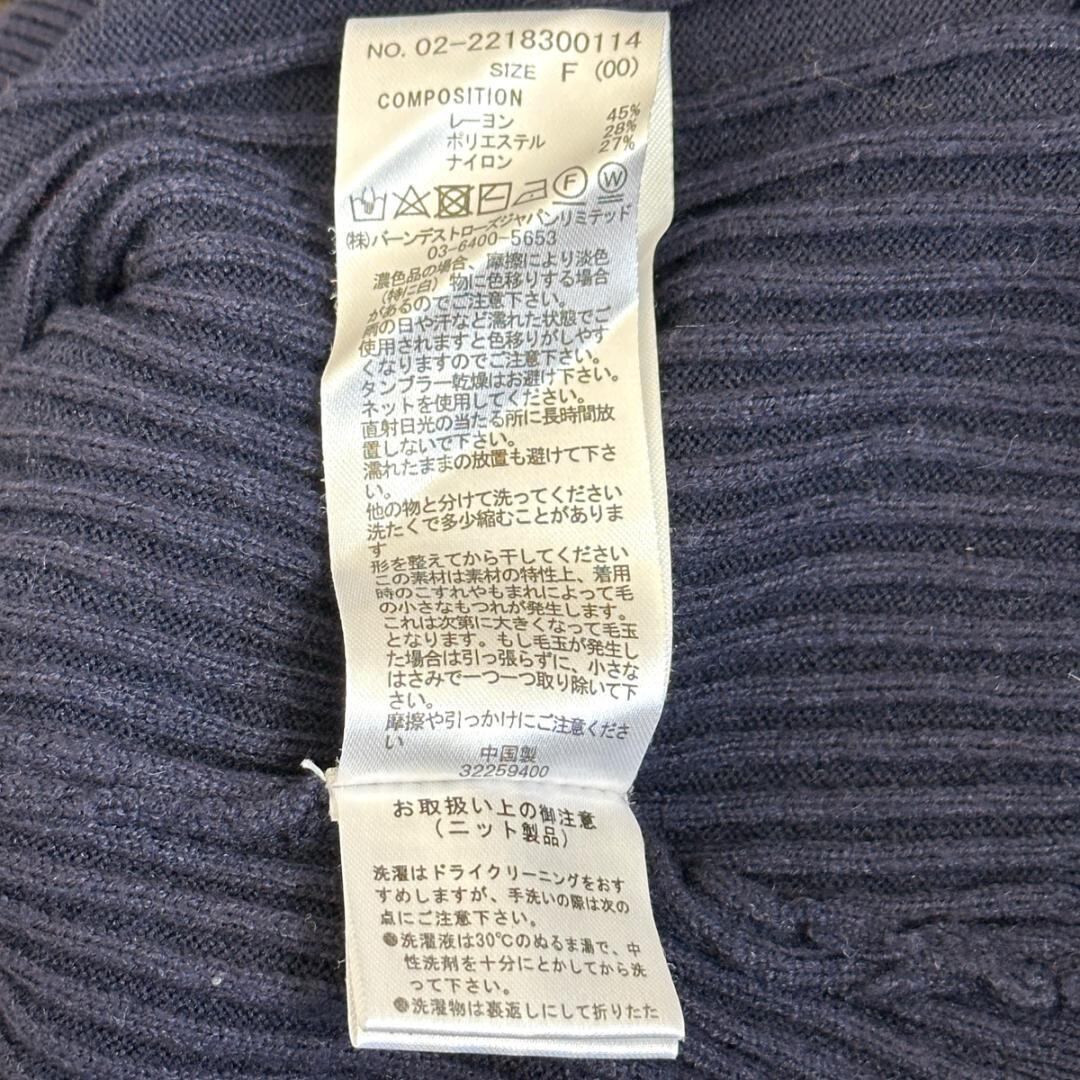 NO. 02-2218300114
SIZE F (00)
COMPOSITION
レーヨン 45%
ポリエステル 28%
ナイロン 27%
F W
(株)バーンデストローズジャパンリミテッド
03-6400-5653
濃色品の場合、摩擦により淡色
(特に白)物に色移りする場合
があるのでご注意下さい。
雨の日や汗など濡れた状態でご
使用されますと色移りがしやす
くなりますのでご注意下さい。
タンブラー乾燥はお避け下さい。
ネットを使用してください。
直射日光の当たる所に長時間放
置しないで下さい。
濡れたままの放置も避けて下さ
い。
他の物と分けて洗ってください
洗たくで多少縮むことがありま
す
形を整えてから干してください
この素材は素材の特性上、着用
時のこすれやもまれによって毛
の小さなもつれが発生します。
これは次第に大きくなって毛玉
となります。もし毛玉が発生し
た場合は引っ張らずに、小さな
はさみで一つ一つ取り除いて下
さい。
摩擦や引っかけにご注意くださ
い
中国製
32259400
お取扱い上の御注意
(ニット製品)
洗濯はドライクリーニングをおす
すめしますが、手洗いの際は次の
点にご注意下さい。
●洗濯液は30℃のぬるま湯で、中
性洗剤を十分にとかしてから洗
って下さい。
●洗濯物は裏返しにして折りたた